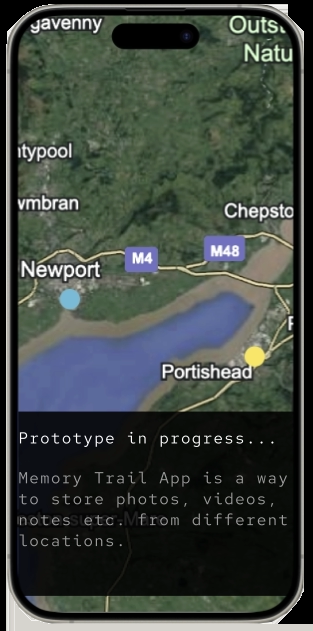 gavenny
Outst
Natu
ntypool
wmbran
Chepsto
M4
M48
Newport
Portishead
Prototype in progress...
Memory Trail App is a way
to store photos, videos,
notes etc. from different
locations.